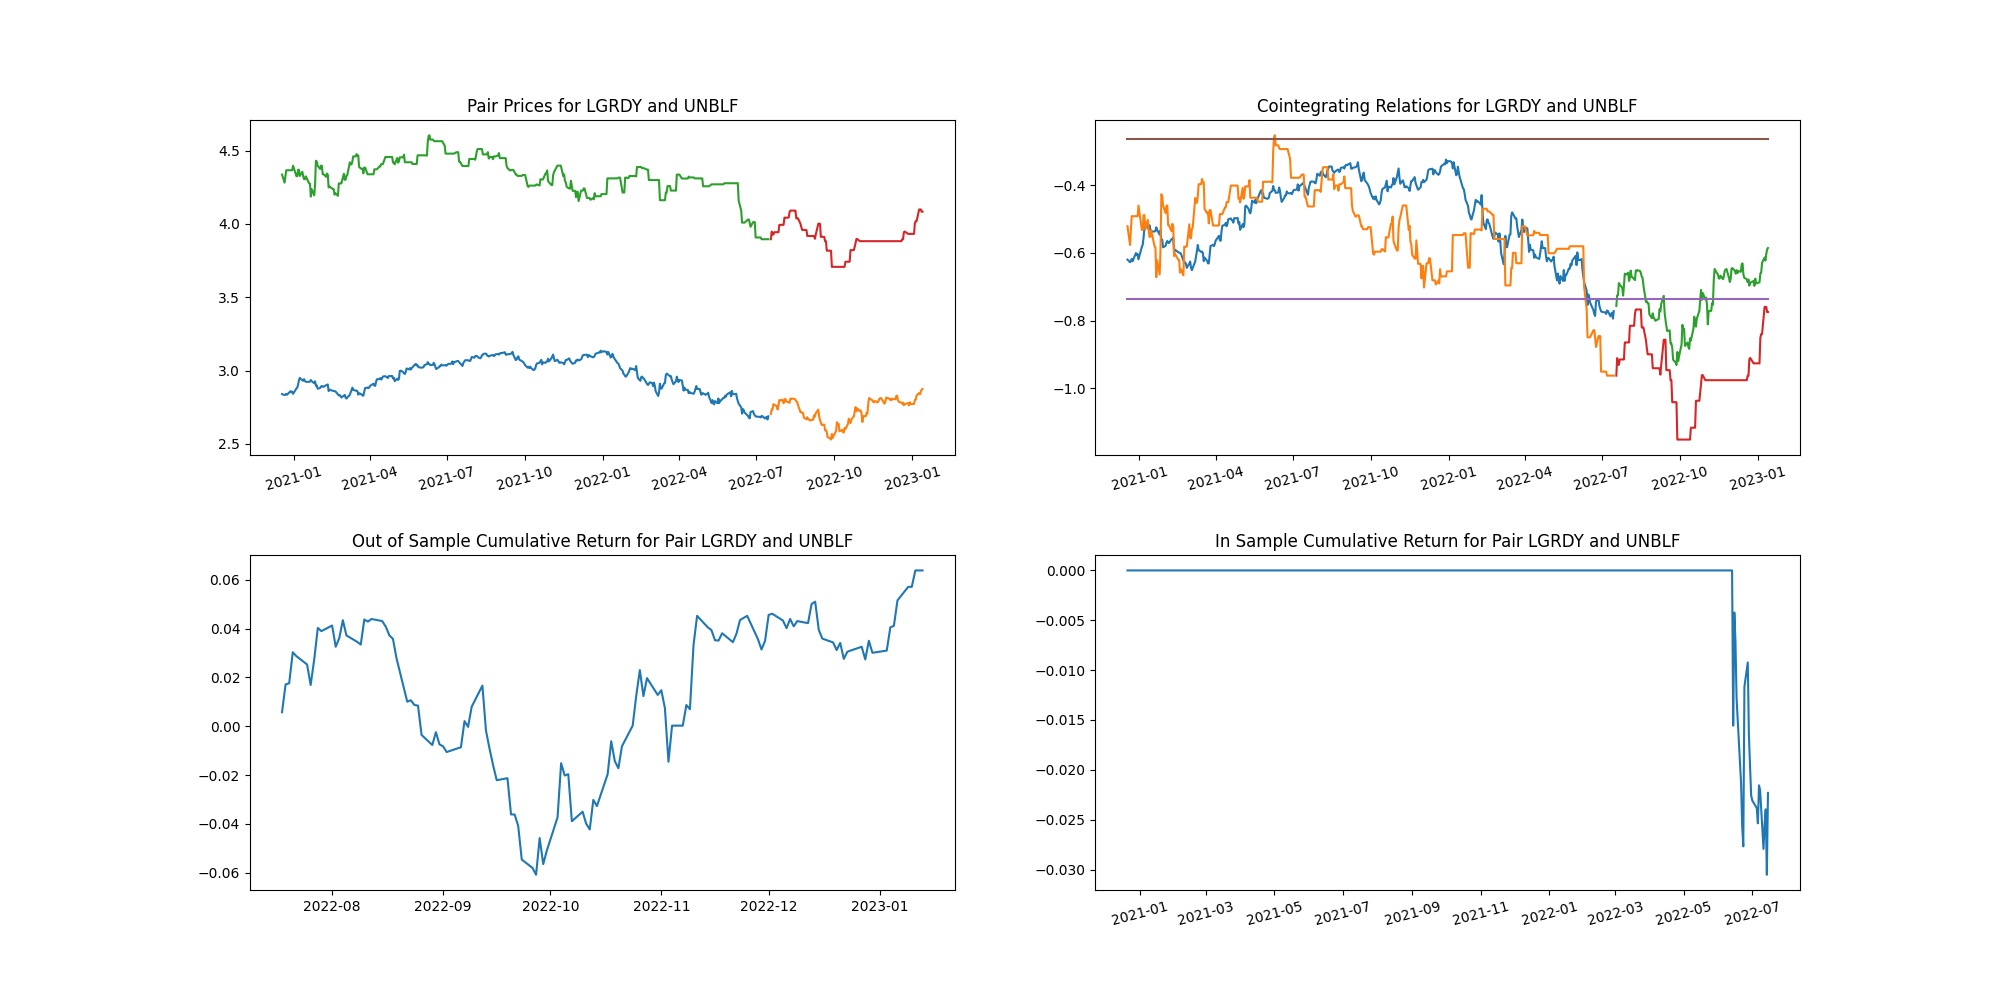 Pair Prices for LGRDY and UNBLF
4.5
4.0
3.5
3.0
2.5
2021-01 2021-04 2021-07 2021-10 2022-01 2022-04 2022-07 2022-10 2023-01
Cointegrating Relations for LGRDY and UNBLF
−0.4
−0.6
−0.8
−1.0
2021-01 2021-04 2021-07 2021-10 2022-01 2022-04 2022-07 2022-10 2023-01
Out of Sample Cumulative Return for Pair LGRDY and UNBLF
0.06
0.04
0.02
0.00
−0.02
−0.04
−0.06
2022-08 2022-09 2022-10 2022-11 2022-12 2023-01
In Sample Cumulative Return for Pair LGRDY and UNBLF
0.000
−0.005
−0.010
−0.015
−0.020
−0.025
−0.030
2021-01 2021-03 2021-05 2021-07 2021-09 2021-11 2022-01 2022-03 2022-05 2022-07